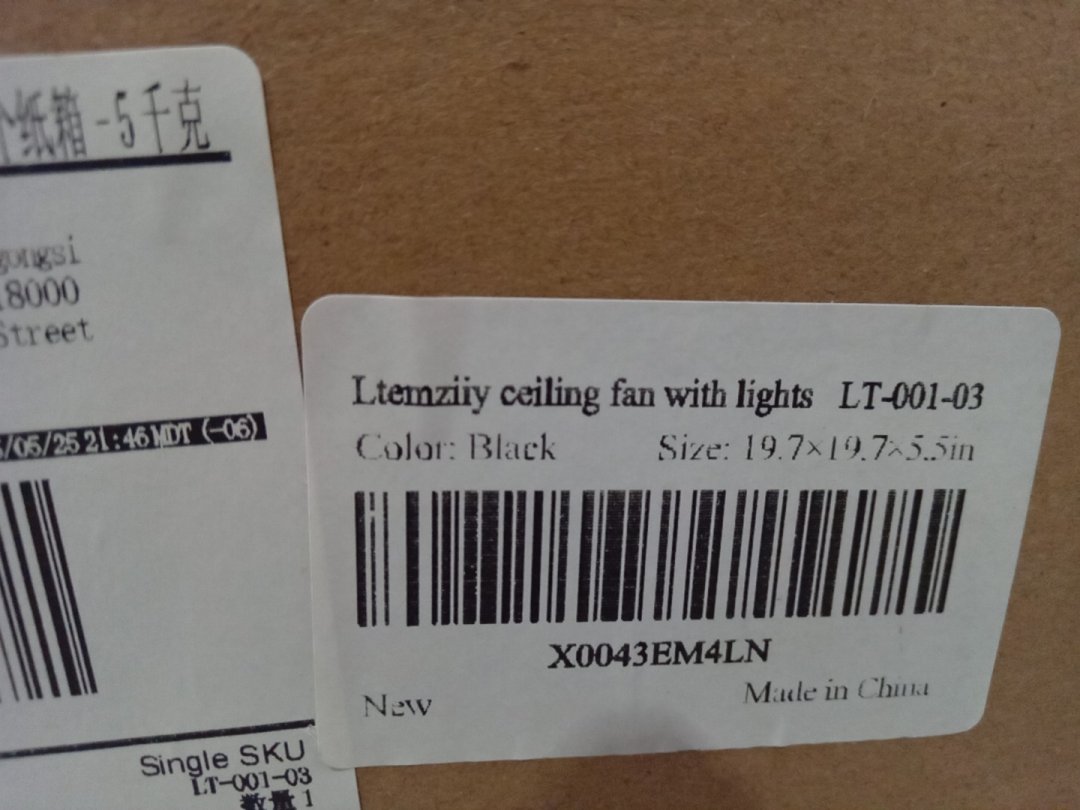 纸箱 - 5 千克
gongsi
18000
Street
/05/25 21:46 MDT (-06)
Single SKU
LT-001-03
数量 1
Ltemziiy ceiling fan with lights LT-001-03
Color: Black Size: 19.7×19.7×5.5in
X0043EM4LN
New Made in China